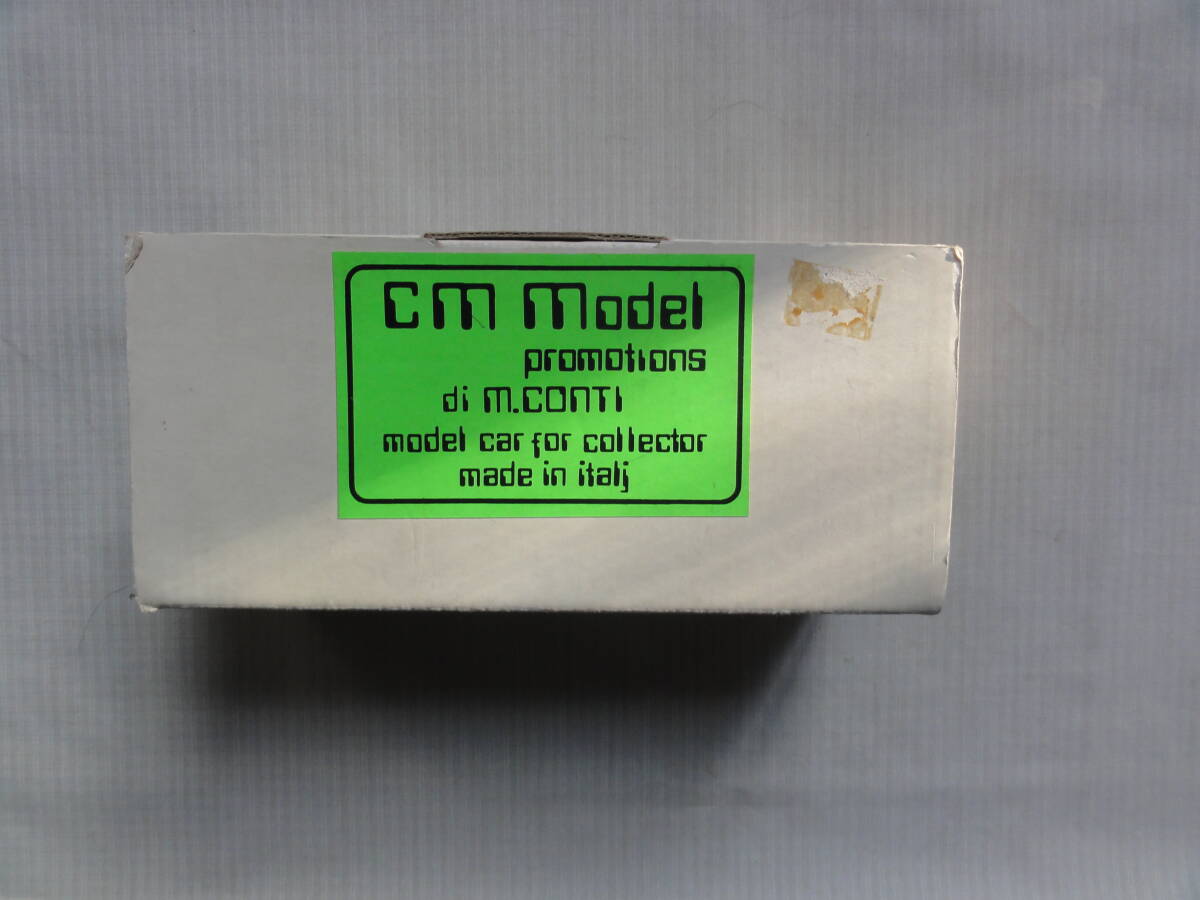 CM Model
promotions
di M.CONTI
model car for collector
made in italj